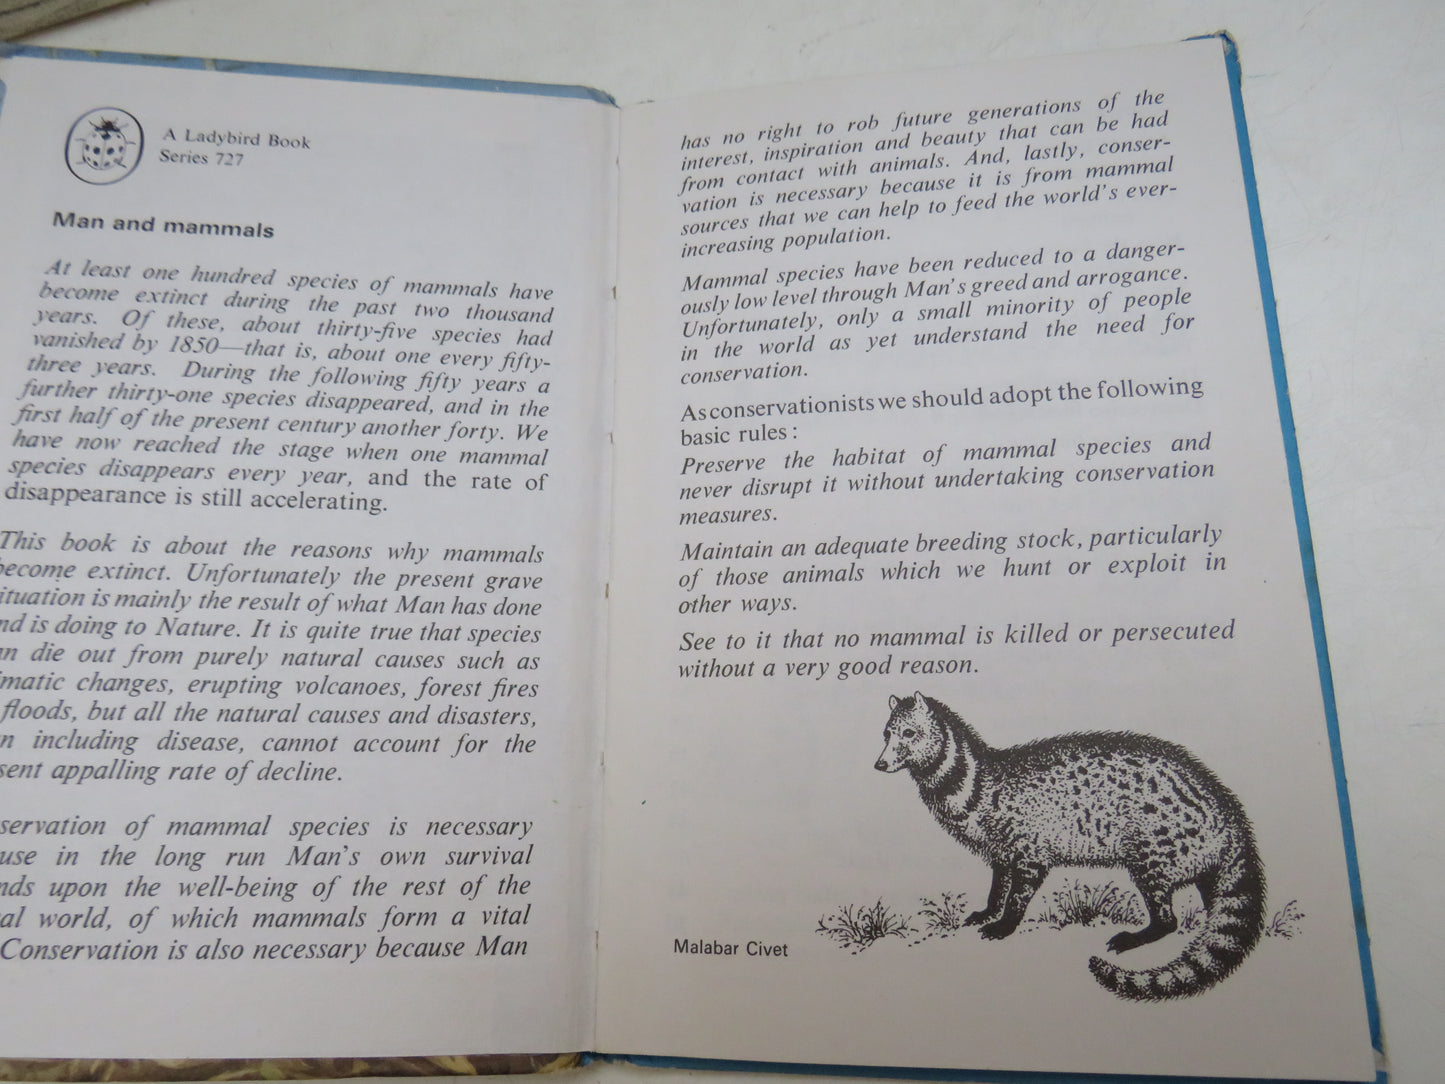 A Ladybird Book
Series 727
Man and mammals
At least one hundred species of mammals have
become extinct during the past two thousand
years. Of these, about thirty-five species had
vanished by 1850—that is, about one every fifty-
three years. During the following fifty years a
further thirty-one species disappeared, and in the
first half of the present century another forty. We
have now reached the stage when one mammal
species disappears every year, and the rate of
disappearance is still accelerating.
This book is about the reasons why mammals
become extinct. Unfortunately the present grave
ituation is mainly the result of what Man has done
nd is doing to Nature. It is quite true that species
n die out from purely natural causes such as
imatic changes, erupting volcanoes, forest fires
floods, but all the natural causes and disasters,
n including disease, cannot account for the
sent appalling rate of decline.
servation of mammal species is necessary
use in the long run Man's own survival
nds upon the well-being of the rest of the
al world, of which mammals form a vital
Conservation is also necessary because Man
has no right to rob future generations of the
interest, inspiration and beauty that can be had
from contact with animals. And, lastly, conser-
vation is necessary because it is from mammal
sources that we can help to feed the world's ever-
increasing population.
Mammal species have been reduced to a danger-
ously low level through Man's greed and arrogance.
Unfortunately, only a small minority of people
in the world as yet understand the need for
conservation.
As conservationists we should adopt the following
basic rules:
Preserve the habitat of mammal species and
never disrupt it without undertaking conservation
measures.
Maintain an adequate breeding stock, particularly
of those animals which we hunt or exploit in
other ways.
See to it that no mammal is killed or persecuted
without a very good reason.
Malabar Civet